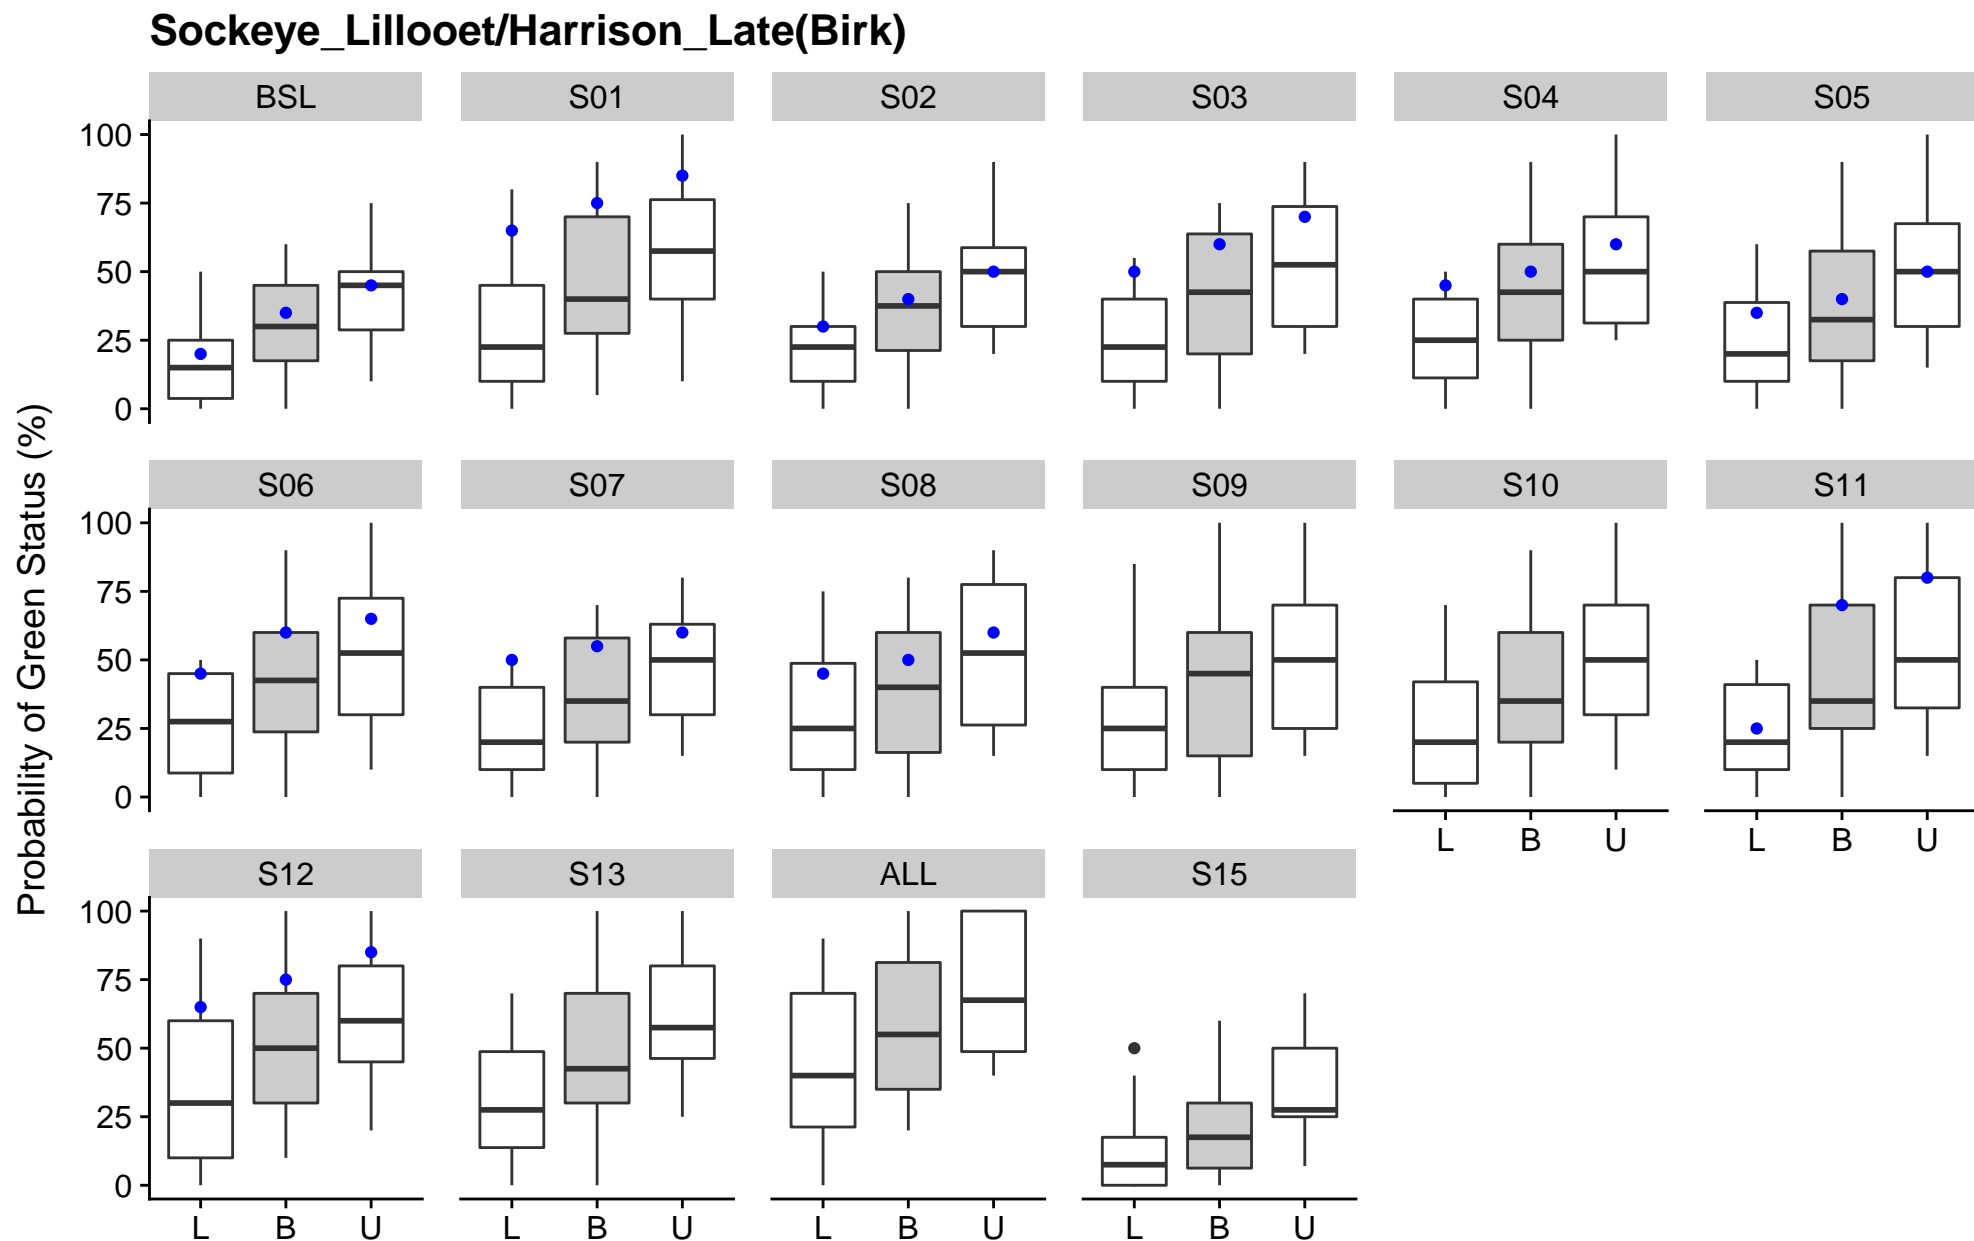 Sockeye_Lillooet/Harrison_Late(Birk)
BSL S01 S02 S03 S04 S05
100
75
50
25
0
Probability of Green Status (%)
S06 S07 S08 S09 S10 S11
100
75
50
25
0
L B U L B U
S12 S13 ALL S15
100
75
50
25
0
L B U L B U L B U L B U